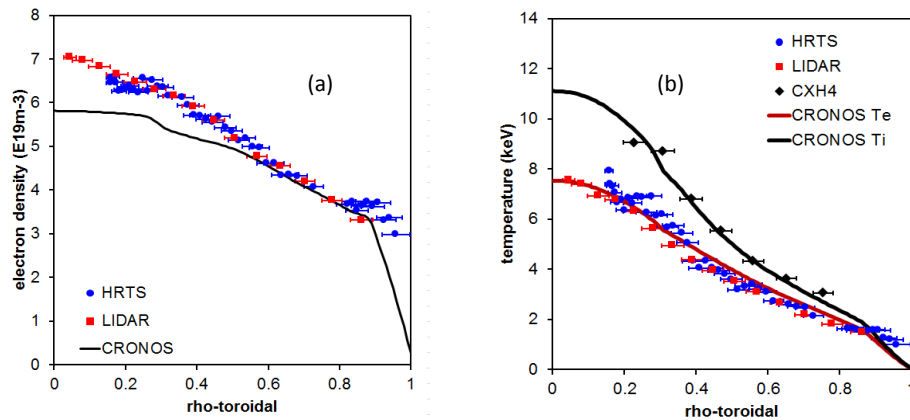 8
7
6
5
4
3
2
1
0
electron density (E19m-3)
(a)
HRTS
LIDAR
CRONOS
0 0.2 0.4 0.6 0.8 1
rho-toroidal
14
12
10
8
6
4
2
0
temperature (keV)
(b)
HRTS
LIDAR
CXH4
CRONOS Te
CRONOS Ti
0 0.2 0.4 0.6 0.8 1
rho-toroidal